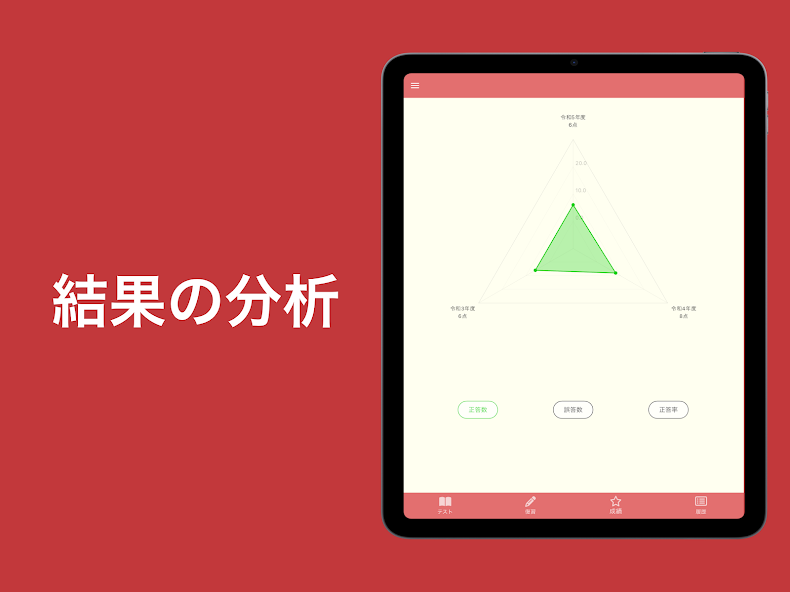 結果の分析
令和5年度
6点
20.0
10.0
令和3年度
6点
令和4年度
正答数
誤答数
正答率
テスト
復習
成績
履歴